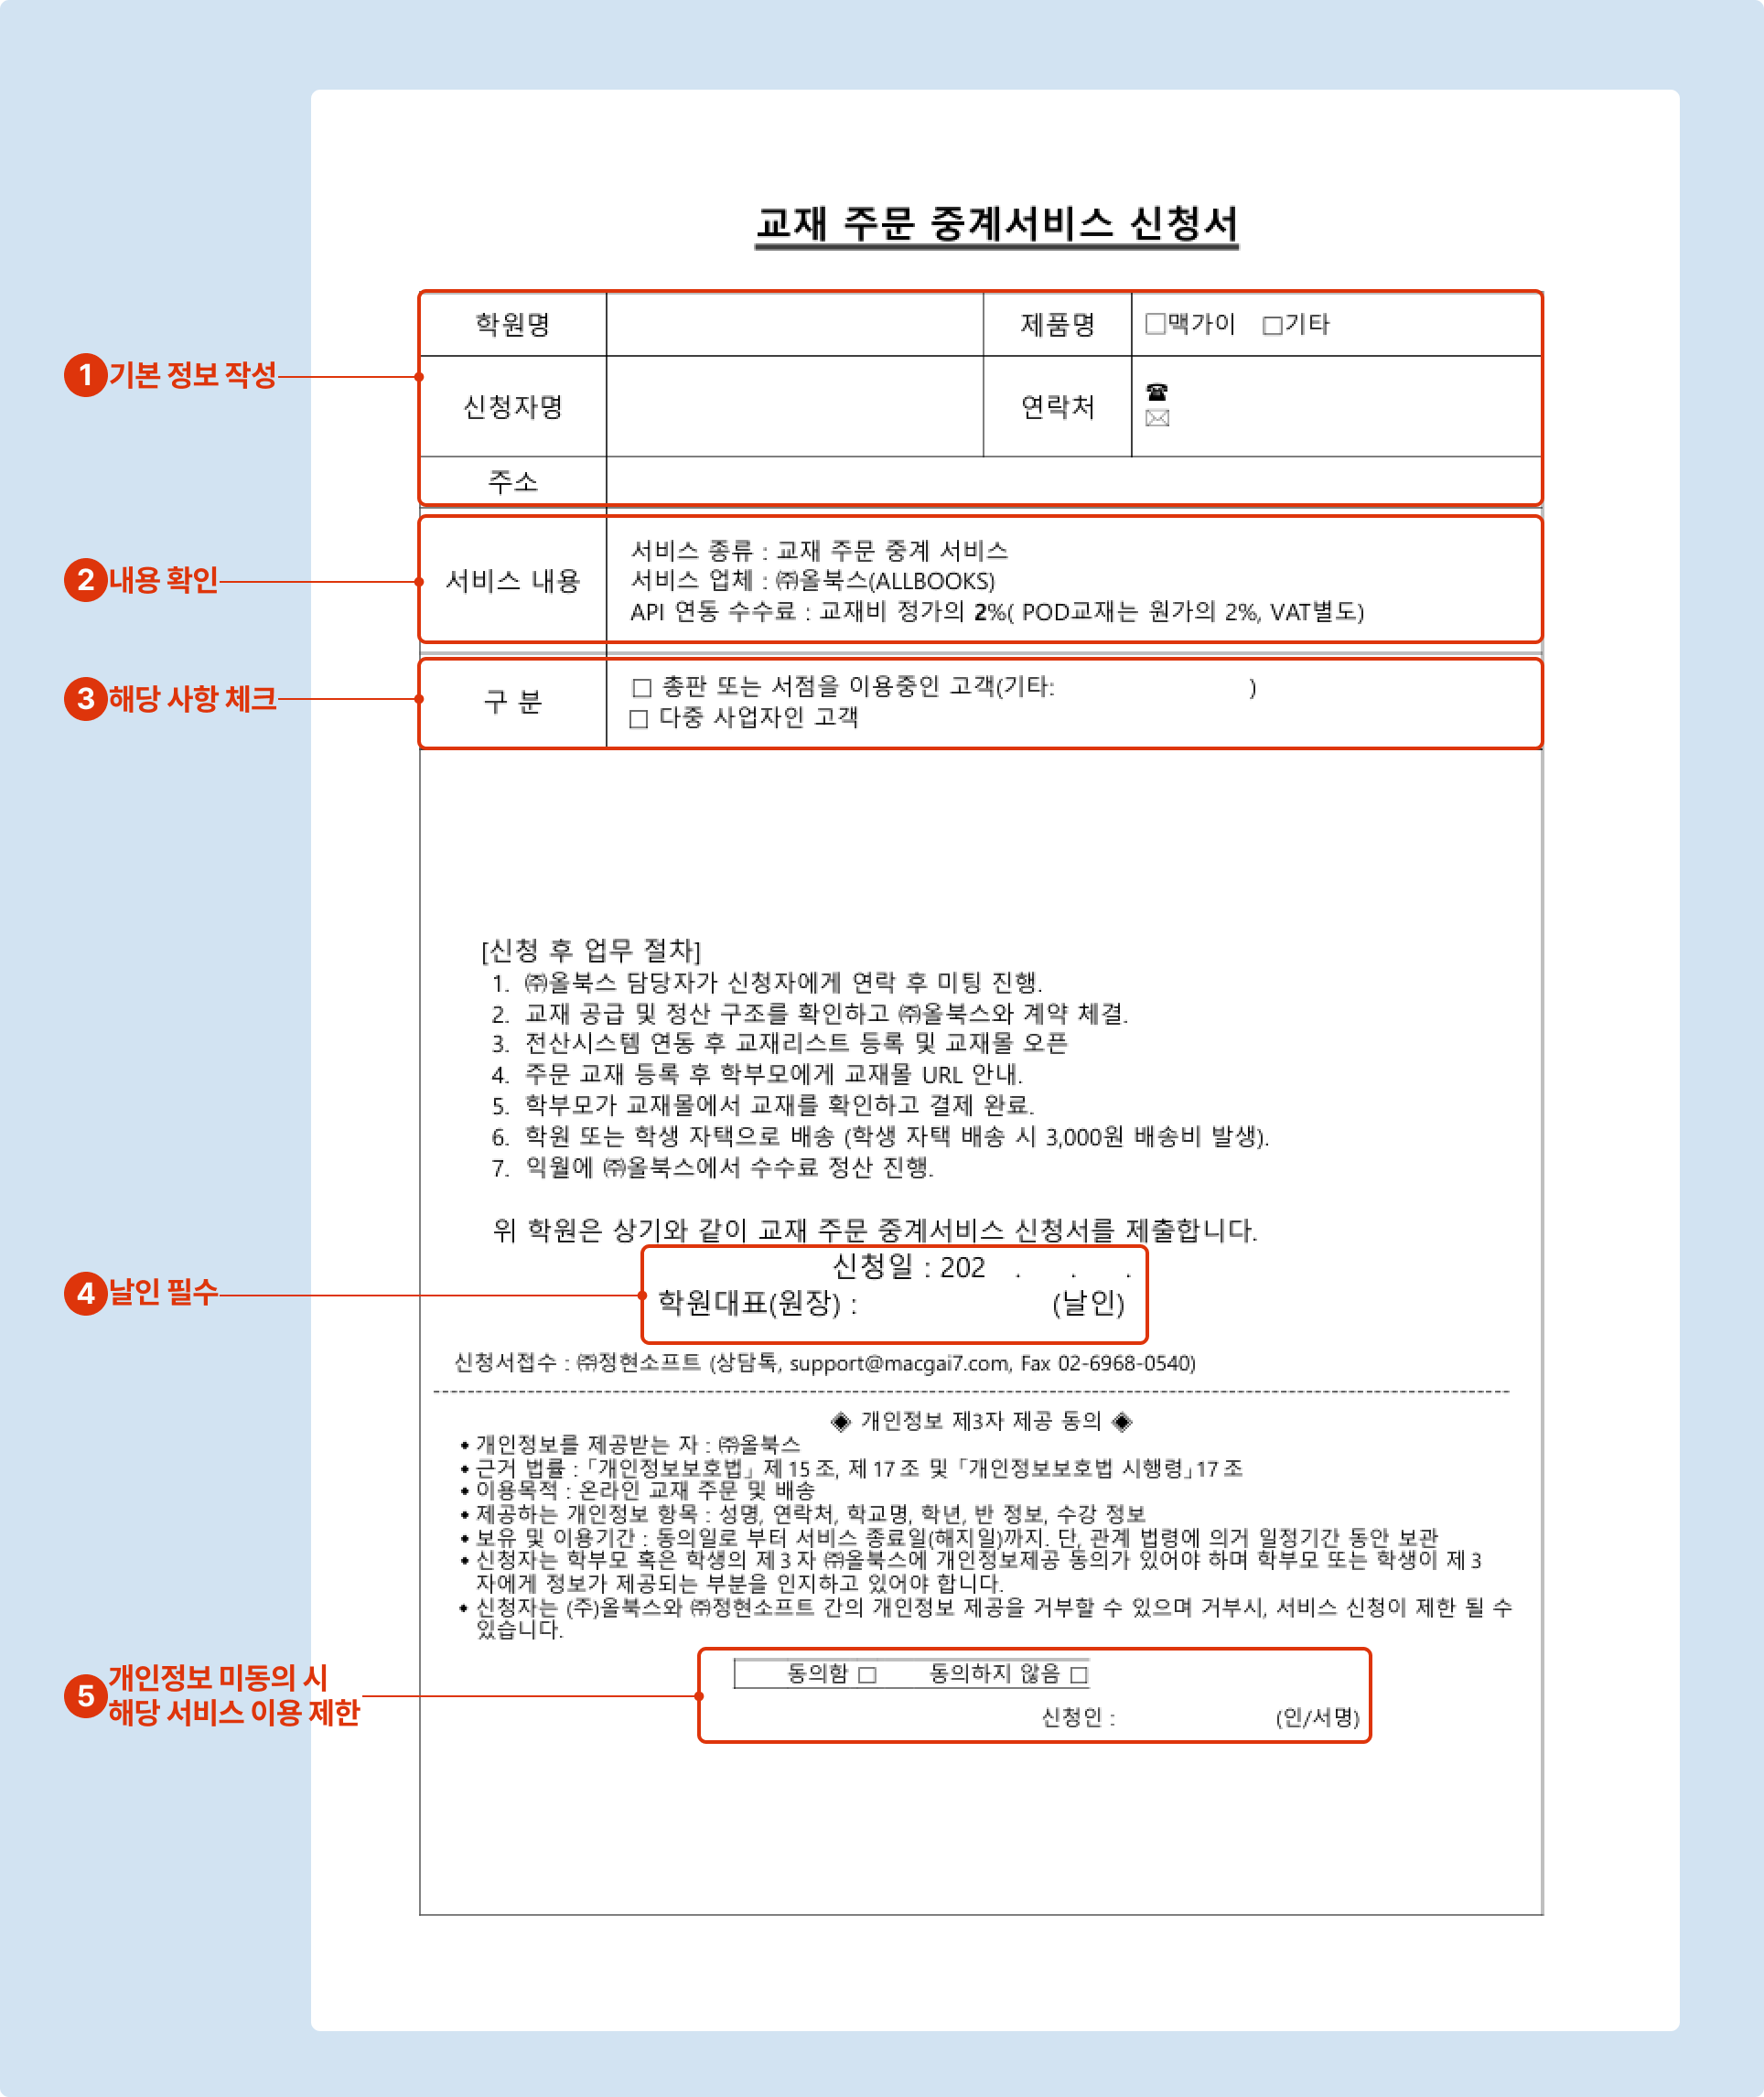 교재 주문 중계서비스 신청서
학원명 제품명 □맥가이 □기타
1 기본 정보 작성
신청자명 연락처 ☎
✉
주소
2 내용 확인
서비스 내용
서비스 종류 : 교재 주문 중계 서비스
서비스 업체 : ㈜올북스(ALLBOOKS)
API 연동 수수료 : 교재비 정가의 2%( POD교재는 원가의 2%, VAT별도)
3 해당 사항 체크
구 분
□ 총판 또는 서점을 이용중인 고객(기타: )
□ 다중 사업자인 고객
[신청 후 업무 절차]
1. ㈜올북스 담당자가 신청자에게 연락 후 미팅 진행.
2. 교재 공급 및 정산 구조를 확인하고 ㈜올북스와 계약 체결.
3. 전산시스템 연동 후 교재리스트 등록 및 교재몰 오픈
4. 주문 교재 등록 후 학부모에게 교재몰 URL 안내.
5. 학부모가 교재몰에서 교재를 확인하고 결제 완료.
6. 학원 또는 학생 자택으로 배송 (학생 자택 배송 시 3,000원 배송비 발생).
7. 익월에 ㈜올북스에서 수수료 정산 진행.
위 학원은 상기와 같이 교재 주문 중계서비스 신청서를 제출합니다.
4 날인 필수
신청일 : 202 . . .
학원대표(원장) : (날인)
신청서접수 : ㈜정현소프트 (상담톡, support@macgai7.com, Fax 02-6968-0540)
◈ 개인정보 제3자 제공 동의 ◈
• 개인정보를 제공받는 자 : ㈜올북스
• 근거 법률 : 「개인정보보호법」 제 15 조, 제 17 조 및 「개인정보보호법 시행령」 17 조
• 이용목적 : 온라인 교재 주문 및 배송
• 제공하는 개인정보 항목 : 성명, 연락처, 학교명, 학년, 반 정보, 수강 정보
• 보유 및 이용기간 : 동의일로 부터 서비스 종료일(해지일)까지. 단, 관계 법령에 의거 일정기간 동안 보관
• 신청자는 학부모 혹은 학생의 제 3 자 ㈜올북스에 개인정보제공 동의가 있어야 하며 학부모 또는 학생이 제 3
자에게 정보가 제공되는 부분을 인지하고 있어야 합니다.
• 신청자는 (주)올북스와 ㈜정현소프트 간의 개인정보 제공을 거부할 수 있으며 거부시, 서비스 신청이 제한 될 수
있습니다.
5 개인정보 미동의 시
해당 서비스 이용 제한
동의함 □ 동의하지 않음 □
신청인 : (인/서명)